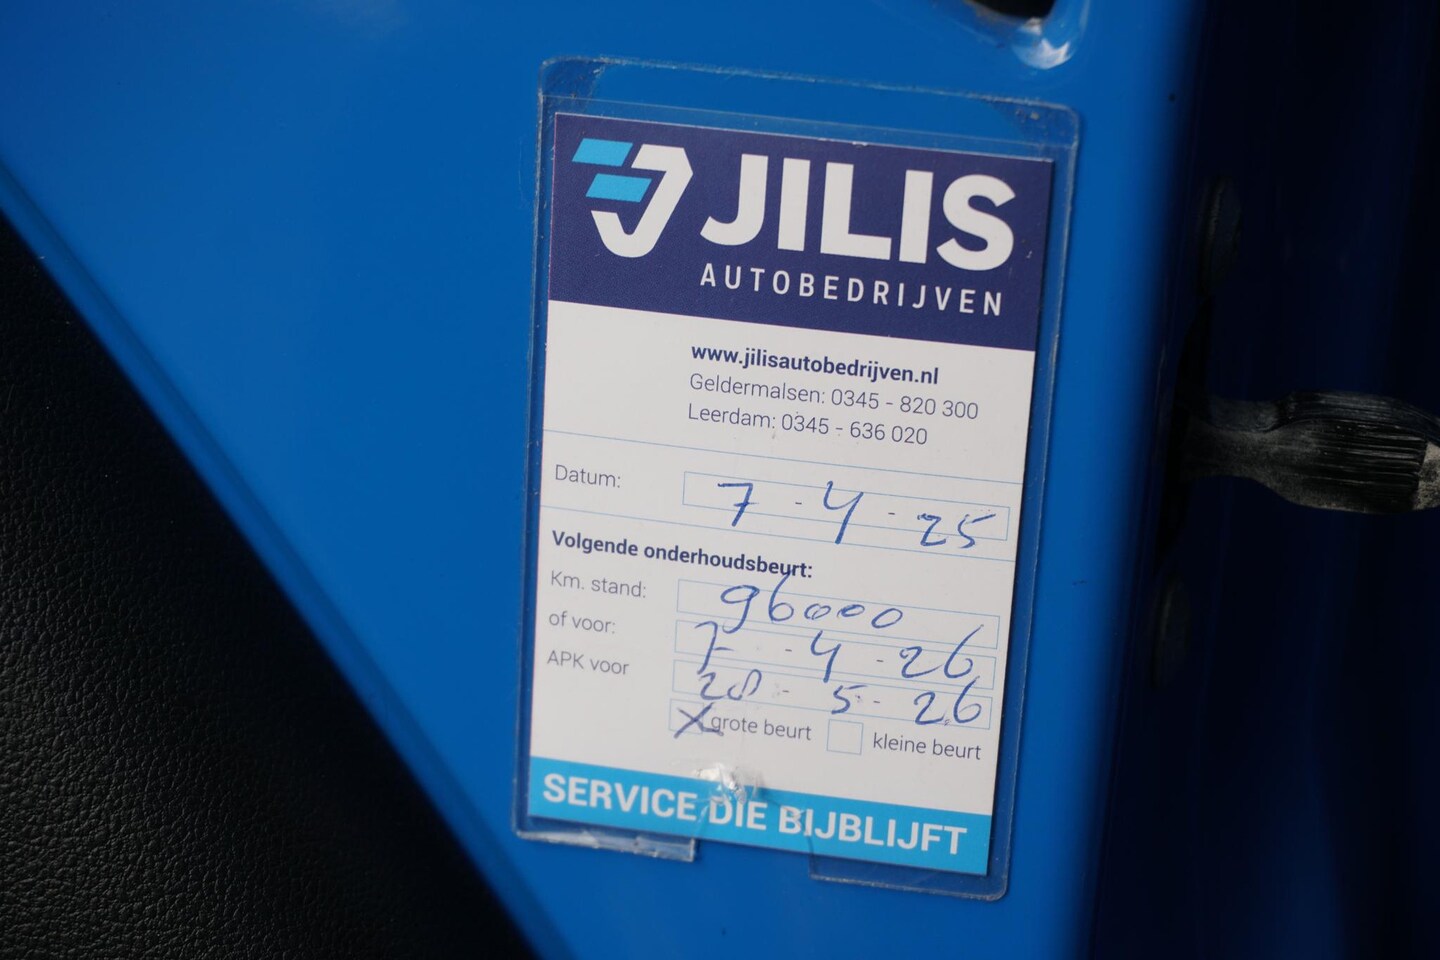 JILIS
AUTOBEDRIJVEN
www.jilisautobedrijven.nl
Geldermalsen: 0345 - 820 300
Leerdam: 0345 - 636 020
Datum: 7 - 4 - 25
Volgende onderhoudsbeurt:
Km. stand: 96000
of voor: 7 - 4 - 26
APK voor 28 - 5 - 26
X grote beurt kleine beurt
SERVICE DIE BIJBLIJFT